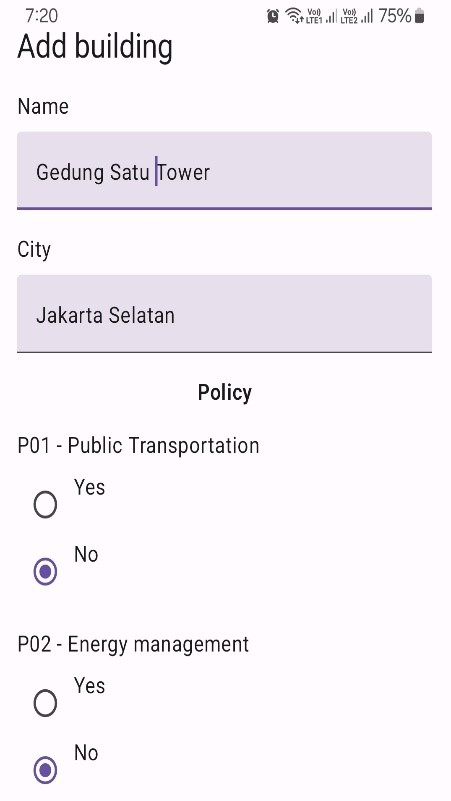 7:20 Vo)) LTE1 Vo)) LTE2 75%
Add building
Name
Gedung Satu Tower
City
Jakarta Selatan
Policy
P01 - Public Transportation
Yes
No
P02 - Energy management
Yes
No